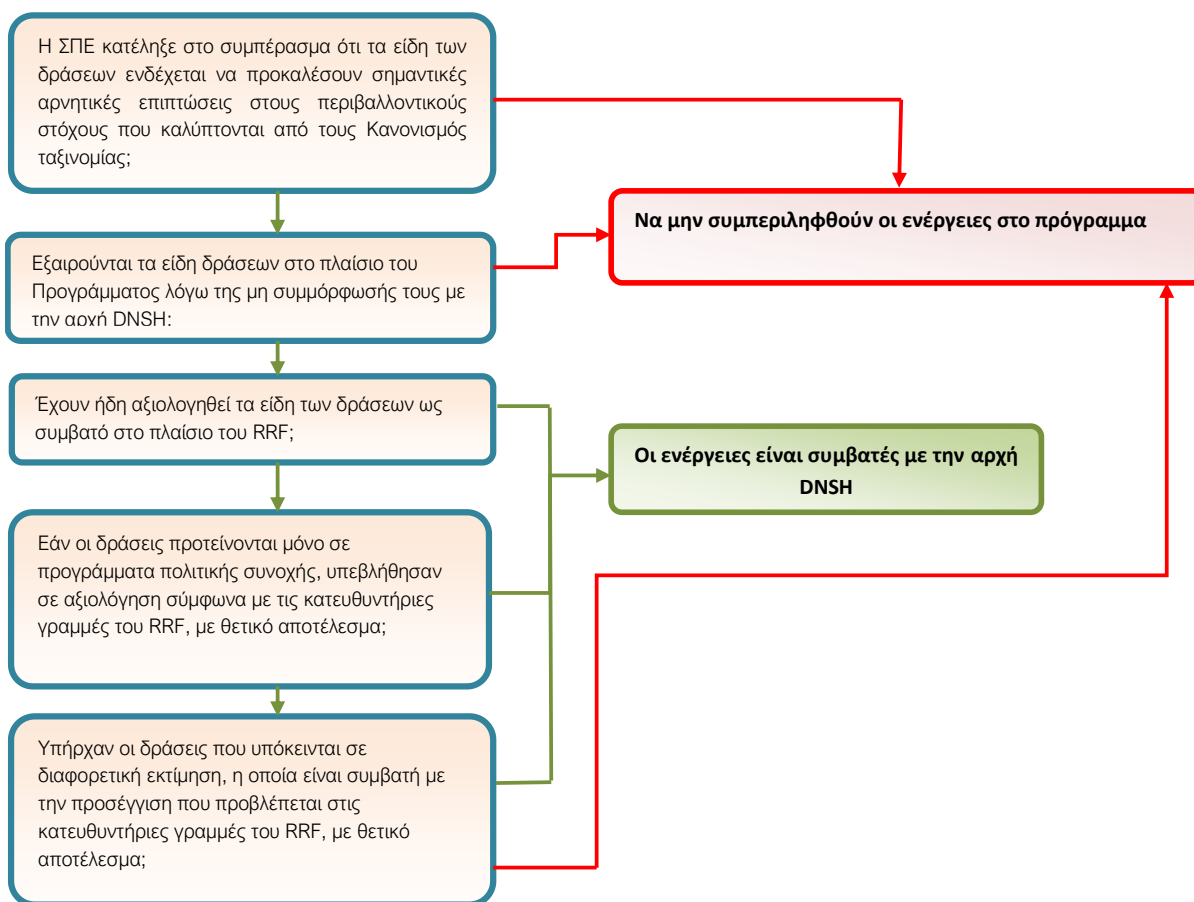 Η ΣΠΕ κατέληξε στο συμπέρασμα ότι τα είδη των
δράσεων ενδέχεται να προκαλέσουν σημαντικές
αρνητικές επιπτώσεις στους περιβαλλοντικούς
στόχους που καλύπτονται από τους Κανονισμός
ταξινομίας;
Να μην συμπεριληφθούν οι ενέργειες στο πρόγραμμα
Εξαιρούνται τα είδη δράσεων στο πλαίσιο του
Προγράμματος λόγω της μη συμμόρφωσής τους με
την αρχή DNSH;
Έχουν ήδη αξιολογηθεί τα είδη των δράσεων ως
συμβατό στο πλαίσιο του RRF;
Οι ενέργειες είναι συμβατές με την αρχή
DNSH
Εάν οι δράσεις προτείνονται μόνο σε
προγράμματα πολιτικής συνοχής, υπεβλήθησαν
σε αξιολόγηση σύμφωνα με τις κατευθυντήριες
γραμμές του RRF, με θετικό αποτέλεσμα;
Υπήρχαν οι δράσεις που υπόκεινται σε
διαφορετική εκτίμηση, η οποία είναι συμβατή με
την προσέγγιση που προβλέπεται στις
κατευθυντήριες γραμμές του RRF, με θετικό
αποτέλεσμα;